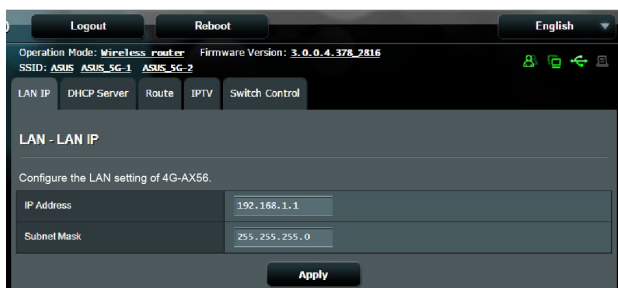 Logout Reboot English
Operation Mode: Wireless router Firmware Version: 3.0.0.4.378_2816
SSID: ASUS ASUS_5G-1 ASUS_5G-2
LAN IP DHCP Server Route IPTV Switch Control
LAN - LAN IP
Configure the LAN setting of 4G-AX56.
IP Address 192.168.1.1
Subnet Mask 255.255.255.0
Apply